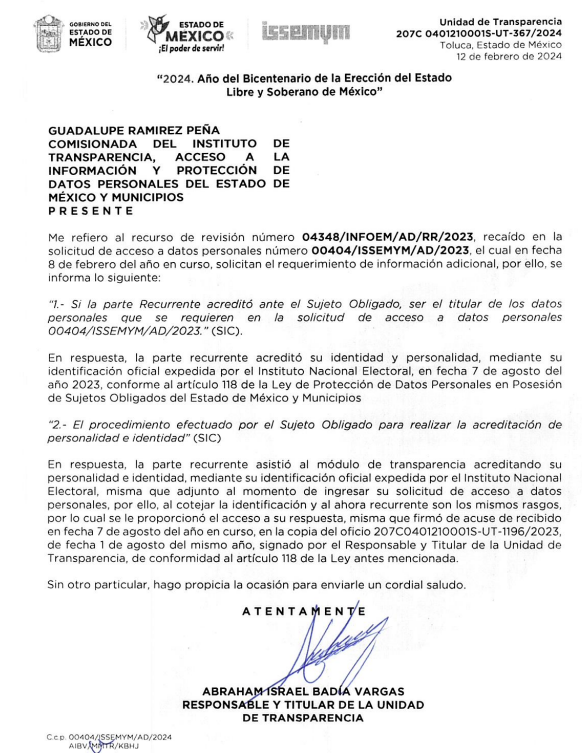 GOBIERNO DEL
ESTADO DE
MÉXICO
ESTADO DE
MÉXICO
¡El poder de servir!
issemym
Unidad de Transparencia
207C 0401210001S-UT-367/2024
Toluca, Estado de México
12 de febrero de 2024
"2024. Año del Bicentenario de la Erección del Estado
Libre y Soberano de México"
GUADALUPE RAMIREZ PEÑA
COMISIONADA DEL INSTITUTO DE
TRANSPARENCIA, ACCESO A LA
INFORMACIÓN Y PROTECCIÓN DE
DATOS PERSONALES DEL ESTADO DE
MÉXICO Y MUNICIPIOS
P R E S E N T E
Me refiero al recurso de revisión número 04348/INFOEM/AD/RR/2023, recaído en la
solicitud de acceso a datos personales número 00404/ISSEMYM/AD/2023, el cual en fecha
8 de febrero del año en curso, solicitan el requerimiento de información adicional, por ello, se
informa lo siguiente:
"1.- Si la parte Recurrente acreditó ante el Sujeto Obligado, ser el titular de los datos
personales que se requieren en la solicitud de acceso a datos personales
00404/ISSEMYM/AD/2023." (SIC).
En respuesta, la parte recurrente acreditó su identidad y personalidad, mediante su
identificación oficial expedida por el Instituto Nacional Electoral, en fecha 7 de agosto del
año 2023, conforme al artículo 118 de la Ley de Protección de Datos Personales en Posesión
de Sujetos Obligados del Estado de México y Municipios
"2.- El procedimiento efectuado por el Sujeto Obligado para realizar la acreditación de
personalidad e identidad" (SIC)
En respuesta, la parte recurrente asistió al módulo de transparencia acreditando su
personalidad e identidad, mediante su identificación oficial expedida por el Instituto Nacional
Electoral, misma que adjunto al momento de ingresar su solicitud de acceso a datos
personales, por ello, al cotejar la identificación y al ahora recurrente son los mismos rasgos,
por lo cual se le proporcionó el acceso a su respuesta, misma que firmó de acuse de recibido
en fecha 7 de agosto del año en curso, en la copia del oficio 207C0401210001S-UT-1196/2023,
de fecha 1 de agosto del mismo año, signado por el Responsable y Titular de la Unidad de
Transparencia, de conformidad al artículo 118 de la Ley antes mencionada.
Sin otro particular, hago propicia la ocasión para enviarle un cordial saludo.
A T E N T A M E N T E
ABRAHAM ISRAEL BADÍA VARGAS
RESPONSABLE Y TITULAR DE LA UNIDAD
DE TRANSPARENCIA
C.c.p. 00404/ISSEMYM/AD/2024
AIBV/MMTR/KBHJ